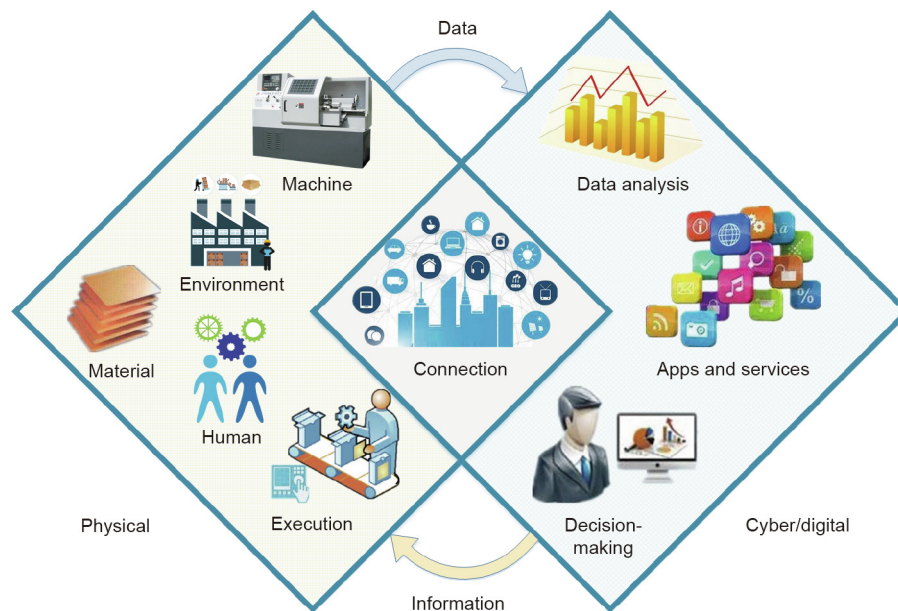 Data
Machine
Data analysis
Environment
Material
Connection
Apps and services
Human
Execution
Decision-
making
Physical
Cyber/digital
Information